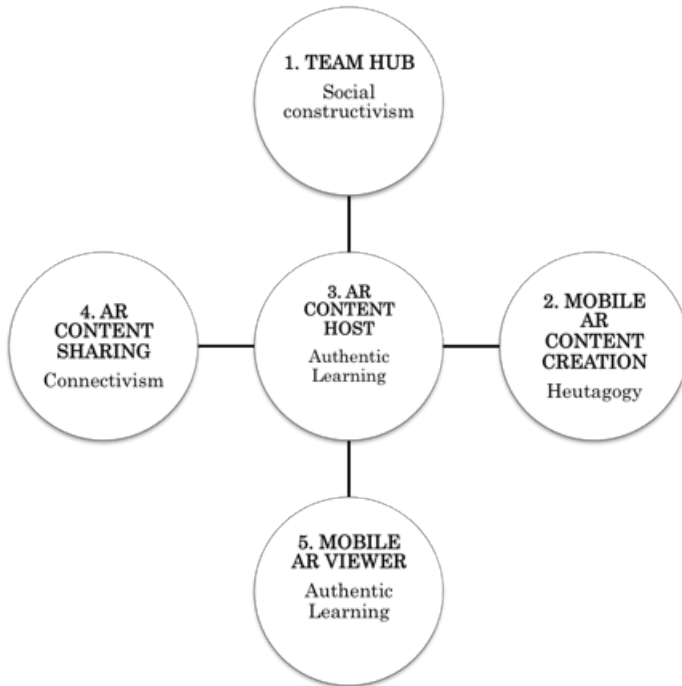 1. TEAM HUB
Social
constructivism
4. AR
CONTENT
SHARING
Connectivism
3. AR
CONTENT
HOST
Authentic
Learning
2. MOBILE
AR
CONTENT
CREATION
Heutagogy
5. MOBILE
AR VIEWER
Authentic
Learning